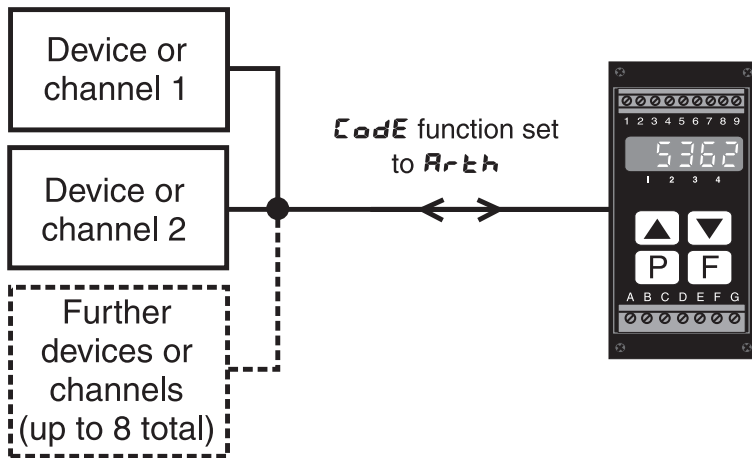 Device or
channel 1
Device or
channel 2
Further
devices or
channels
(up to 8 total)
CodE function set
to Arth
1 2 3 4 5 6 7 8 9
5362
1 2 3 4
P F
A B C D E F G